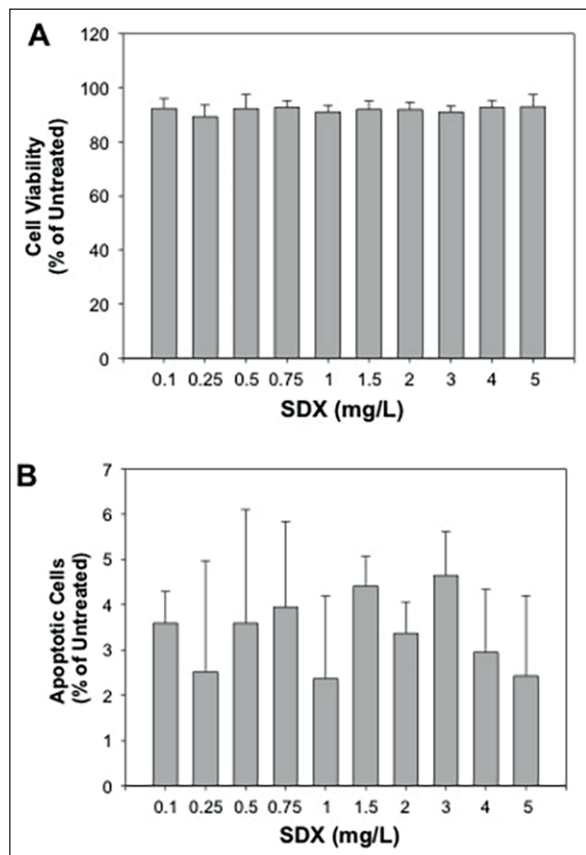 A
120
100
80
60
40
20
0
Cell Viability
(% of Untreated)
0.1 0.25 0.5 0.75 1 1.5 2 3 4 5
SDX (mg/L)
B
7
6
5
4
3
2
1
0
Apoptotic Cells
(% of Untreated)
0.1 0.25 0.5 0.75 1 1.5 2 3 4 5
SDX (mg/L)